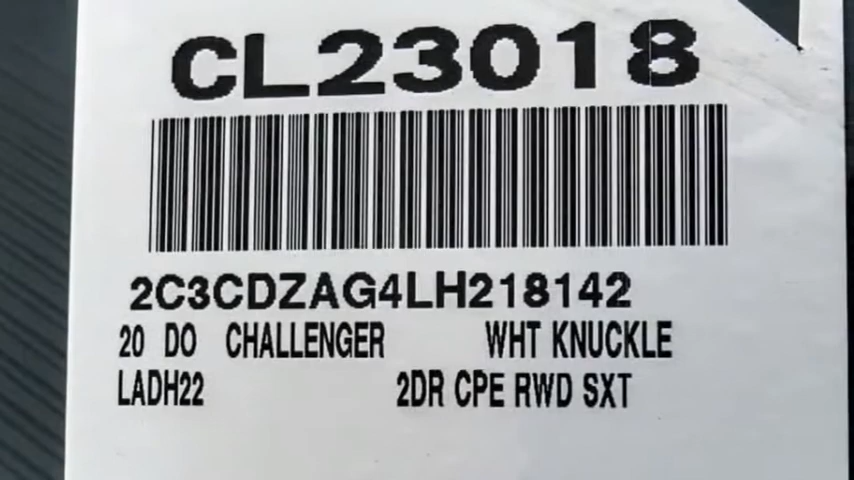 CL23018
2C3CDZAG4LH218142
20 DO CHALLENGER WHT KNUCKLE
LADH22 2DR CPE RWD SXT